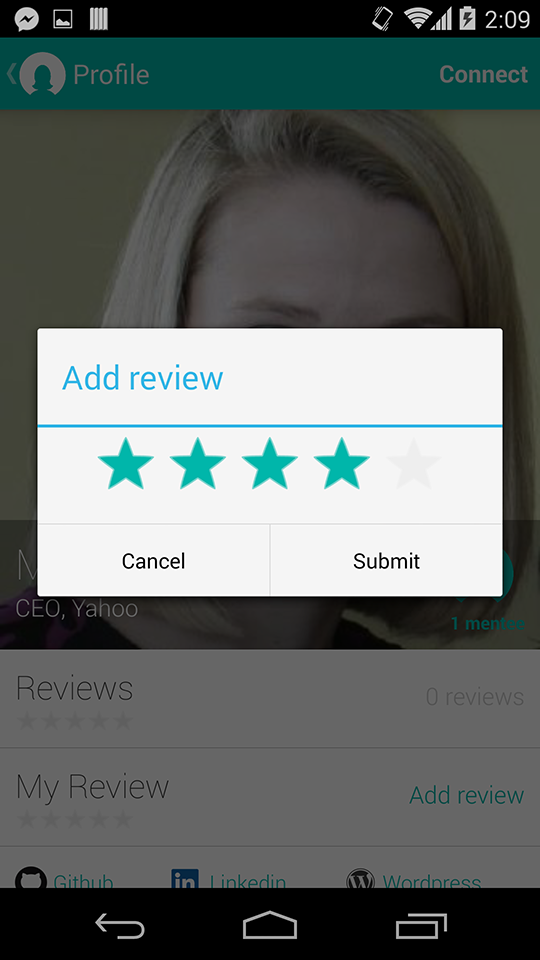 2:09
Profile
Connect
Add review
Cancel
Submit
CEO, Yahoo
1 mentee
Reviews
0 reviews
My Review
Add review
Github
in Linkedin
Wordpress